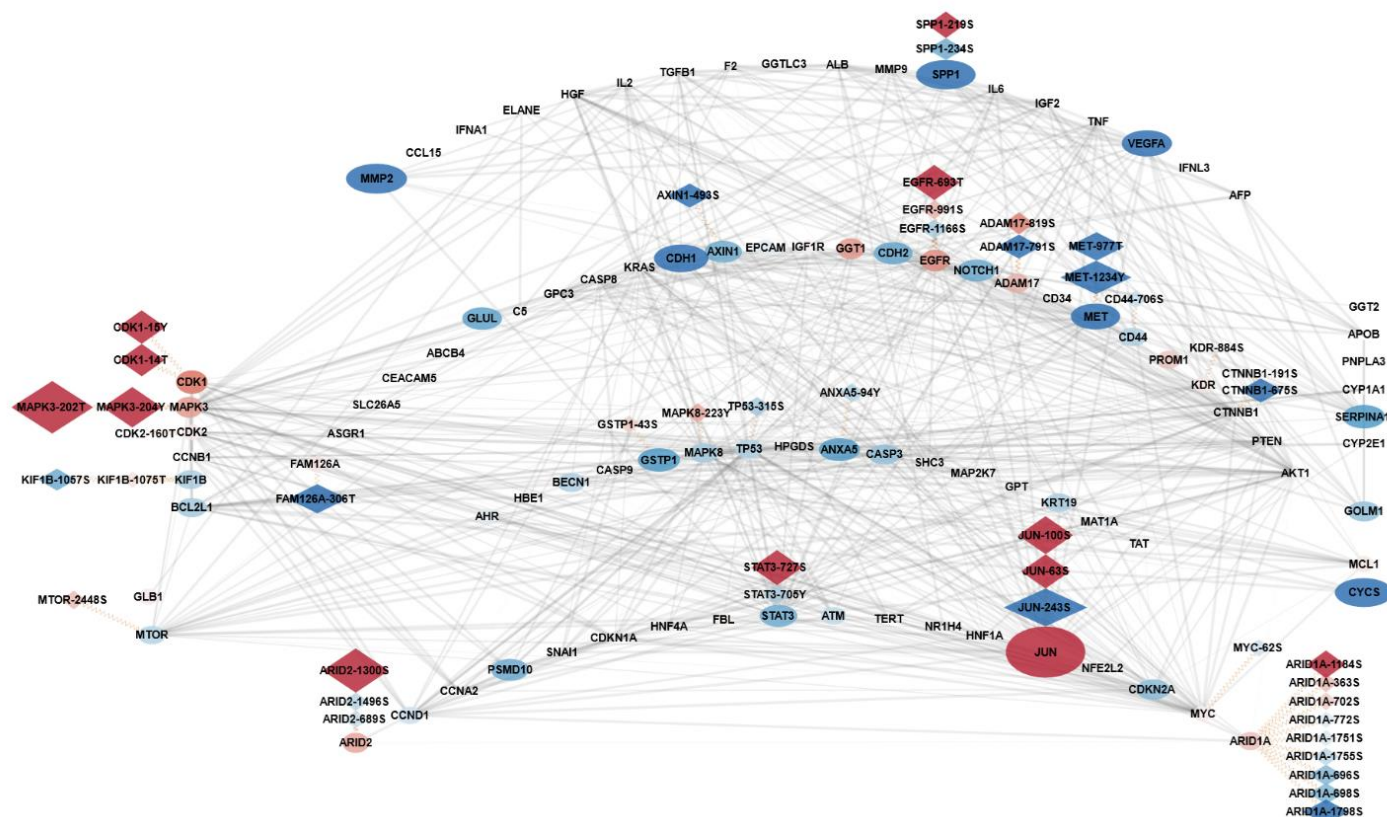 SPP1-219S
SPP1-234S
SPP1
F2
GGTLC3
ALB
MMP9
TGFB1
IL2
IL6
HGF
IGF2
ELANE
TNF
IFNA1
VEGFA
CCL15
IFNL3
MMP2
EGFR-693T
AXIN1-493S
AFP
EGFR-991S
EGFR-1166S
ADAM17-819S
ADAM17-791S
MET-977T
CDH1
AXIN1
EPCAM
IGF1R
GGT1
CDH2
EGFR
NOTCH1
ADAM17
KRAS
CASP8
MET-1234Y
GPC3
CD34
CD44-706S
C5
GLUL
MET
GGT2
CDK1-15Y
CD44
APOB
KDR-884S
ABCB4
CDK1-14T
PROM1
PNPLA3
CTNNB1-191S
CEACAM5
CDK1
KDR
CTNNB1-675S
CYP1A1
ANXA5-94Y
SLC26A5
MAPK3-202T
MAPK3-204Y
MAPK3
MAPK8-223Y
TP53-315S
CTNNB1
SERPINA1
GSTP1-43S
CDK2-160T
CDK2
ASGR1
PTEN
CYP2E1
CCNB1
FAM126A
GSTP1
MAPK8
TP53
HPGDS
ANXA5
CASP3
SHC3
CASP9
MAP2K7
AKT1
KIF1B-1057S
KIF1B-1075T
KIF1B
BECN1
GPT
FAM126A-306T
HBE1
KRT19
BCL2L1
GOLM1
AHR
MAT1A
JUN-100S
TAT
STAT3-727S
JUN-63S
MCL1
CYCS
GLB1
STAT3-705Y
MTOR-2448S
JUN-243S
STAT3
ATM
TERT
FBL
HNF4A
NR1H4
MTOR
CDKN1A
HNF1A
SNAI1
JUN
MYC-62S
ARID2-1300S
PSMD10
NFE2L2
ARID1A-1184S
ARID1A-363S
CCNA2
CDKN2A
ARID2-1496S
ARID1A-702S
ARID2-689S
CCND1
MYC
ARID1A-772S
ARID1A-1751S
ARID2
ARID1A
ARID1A-1755S
ARID1A-696S
ARID1A-698S
ARID1A-1798S